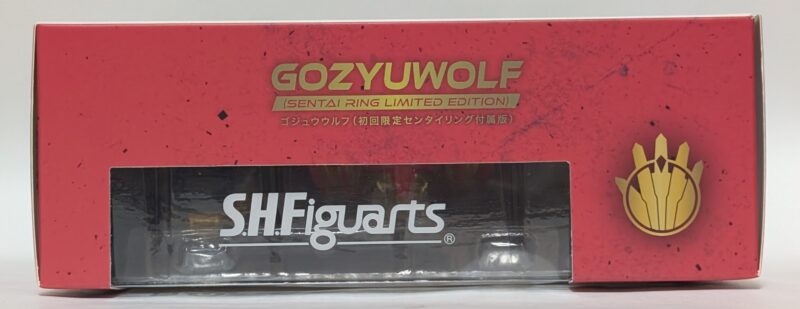 GOZYUWOLF
(SENTAI RING LIMITED EDITION)
ゴジュウウルフ(初回限定センタイリング付属版)
S.H.Figuarts®